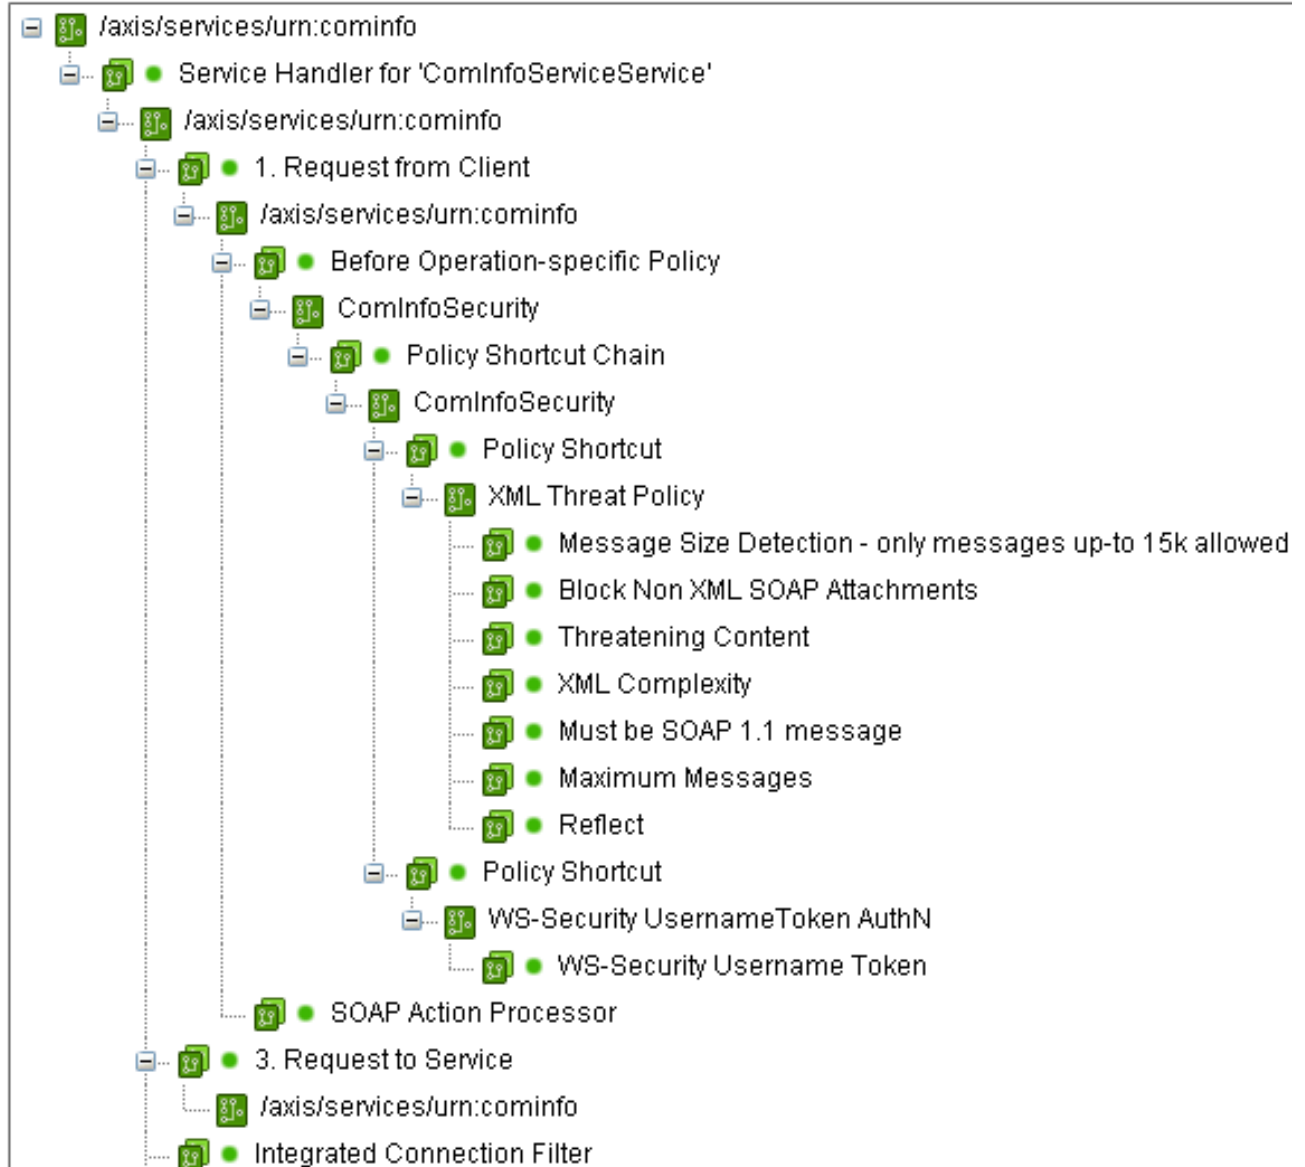 /axis/services/urn:cominfo
Service Handler for 'ComInfoServiceService'
/axis/services/urn:cominfo
1. Request from Client
/axis/services/urn:cominfo
Before Operation-specific Policy
ComInfoSecurity
Policy Shortcut Chain
ComInfoSecurity
Policy Shortcut
XML Threat Policy
Message Size Detection - only messages up-to 15k allowed
Block Non XML SOAP Attachments
Threatening Content
XML Complexity
Must be SOAP 1.1 message
Maximum Messages
Reflect
Policy Shortcut
WS-Security UsernameToken AuthN
WS-Security Username Token
SOAP Action Processor
3. Request to Service
/axis/services/urn:cominfo
Integrated Connection Filter